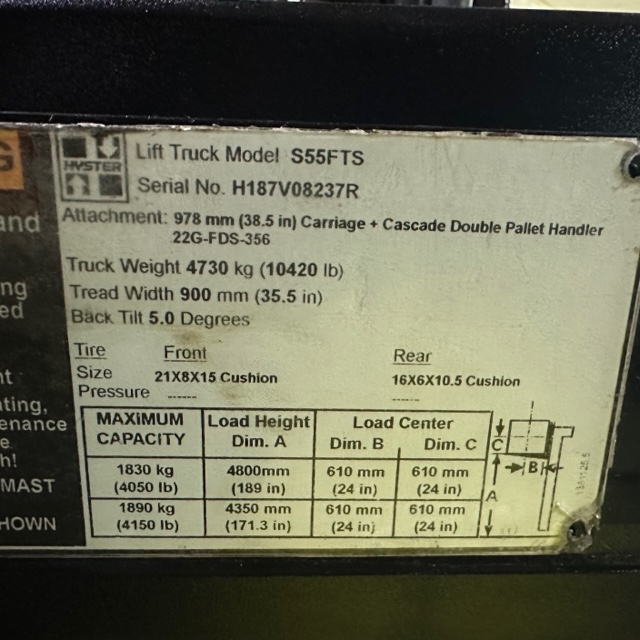 G
and
ng
ed
nt
ating,
enance
e
h!
MAST
SHOWN
HYSTER
Lift Truck Model S55FTS
Serial No. H187V08237R
Attachment: 978 mm (38.5 in) Carriage + Cascade Double Pallet Handler
22G-FDS-356
Truck Weight 4730 kg (10420 lb)
Tread Width 900 mm (35.5 in)
Back Tilt 5.0 Degrees
Tire Front Rear
Size 21X8X15 Cushion 16X6X10.5 Cushion
Pressure ------ ------
MAXIMUM CAPACITY Load Height Dim. A Load Center Dim. B Dim. C
1830 kg 4800mm 610 mm 610 mm
(4050 lb) (189 in) (24 in) (24 in)
1890 kg 4350 mm 610 mm 610 mm
(4150 lb) (171.3 in) (24 in) (24 in)
C
B
A